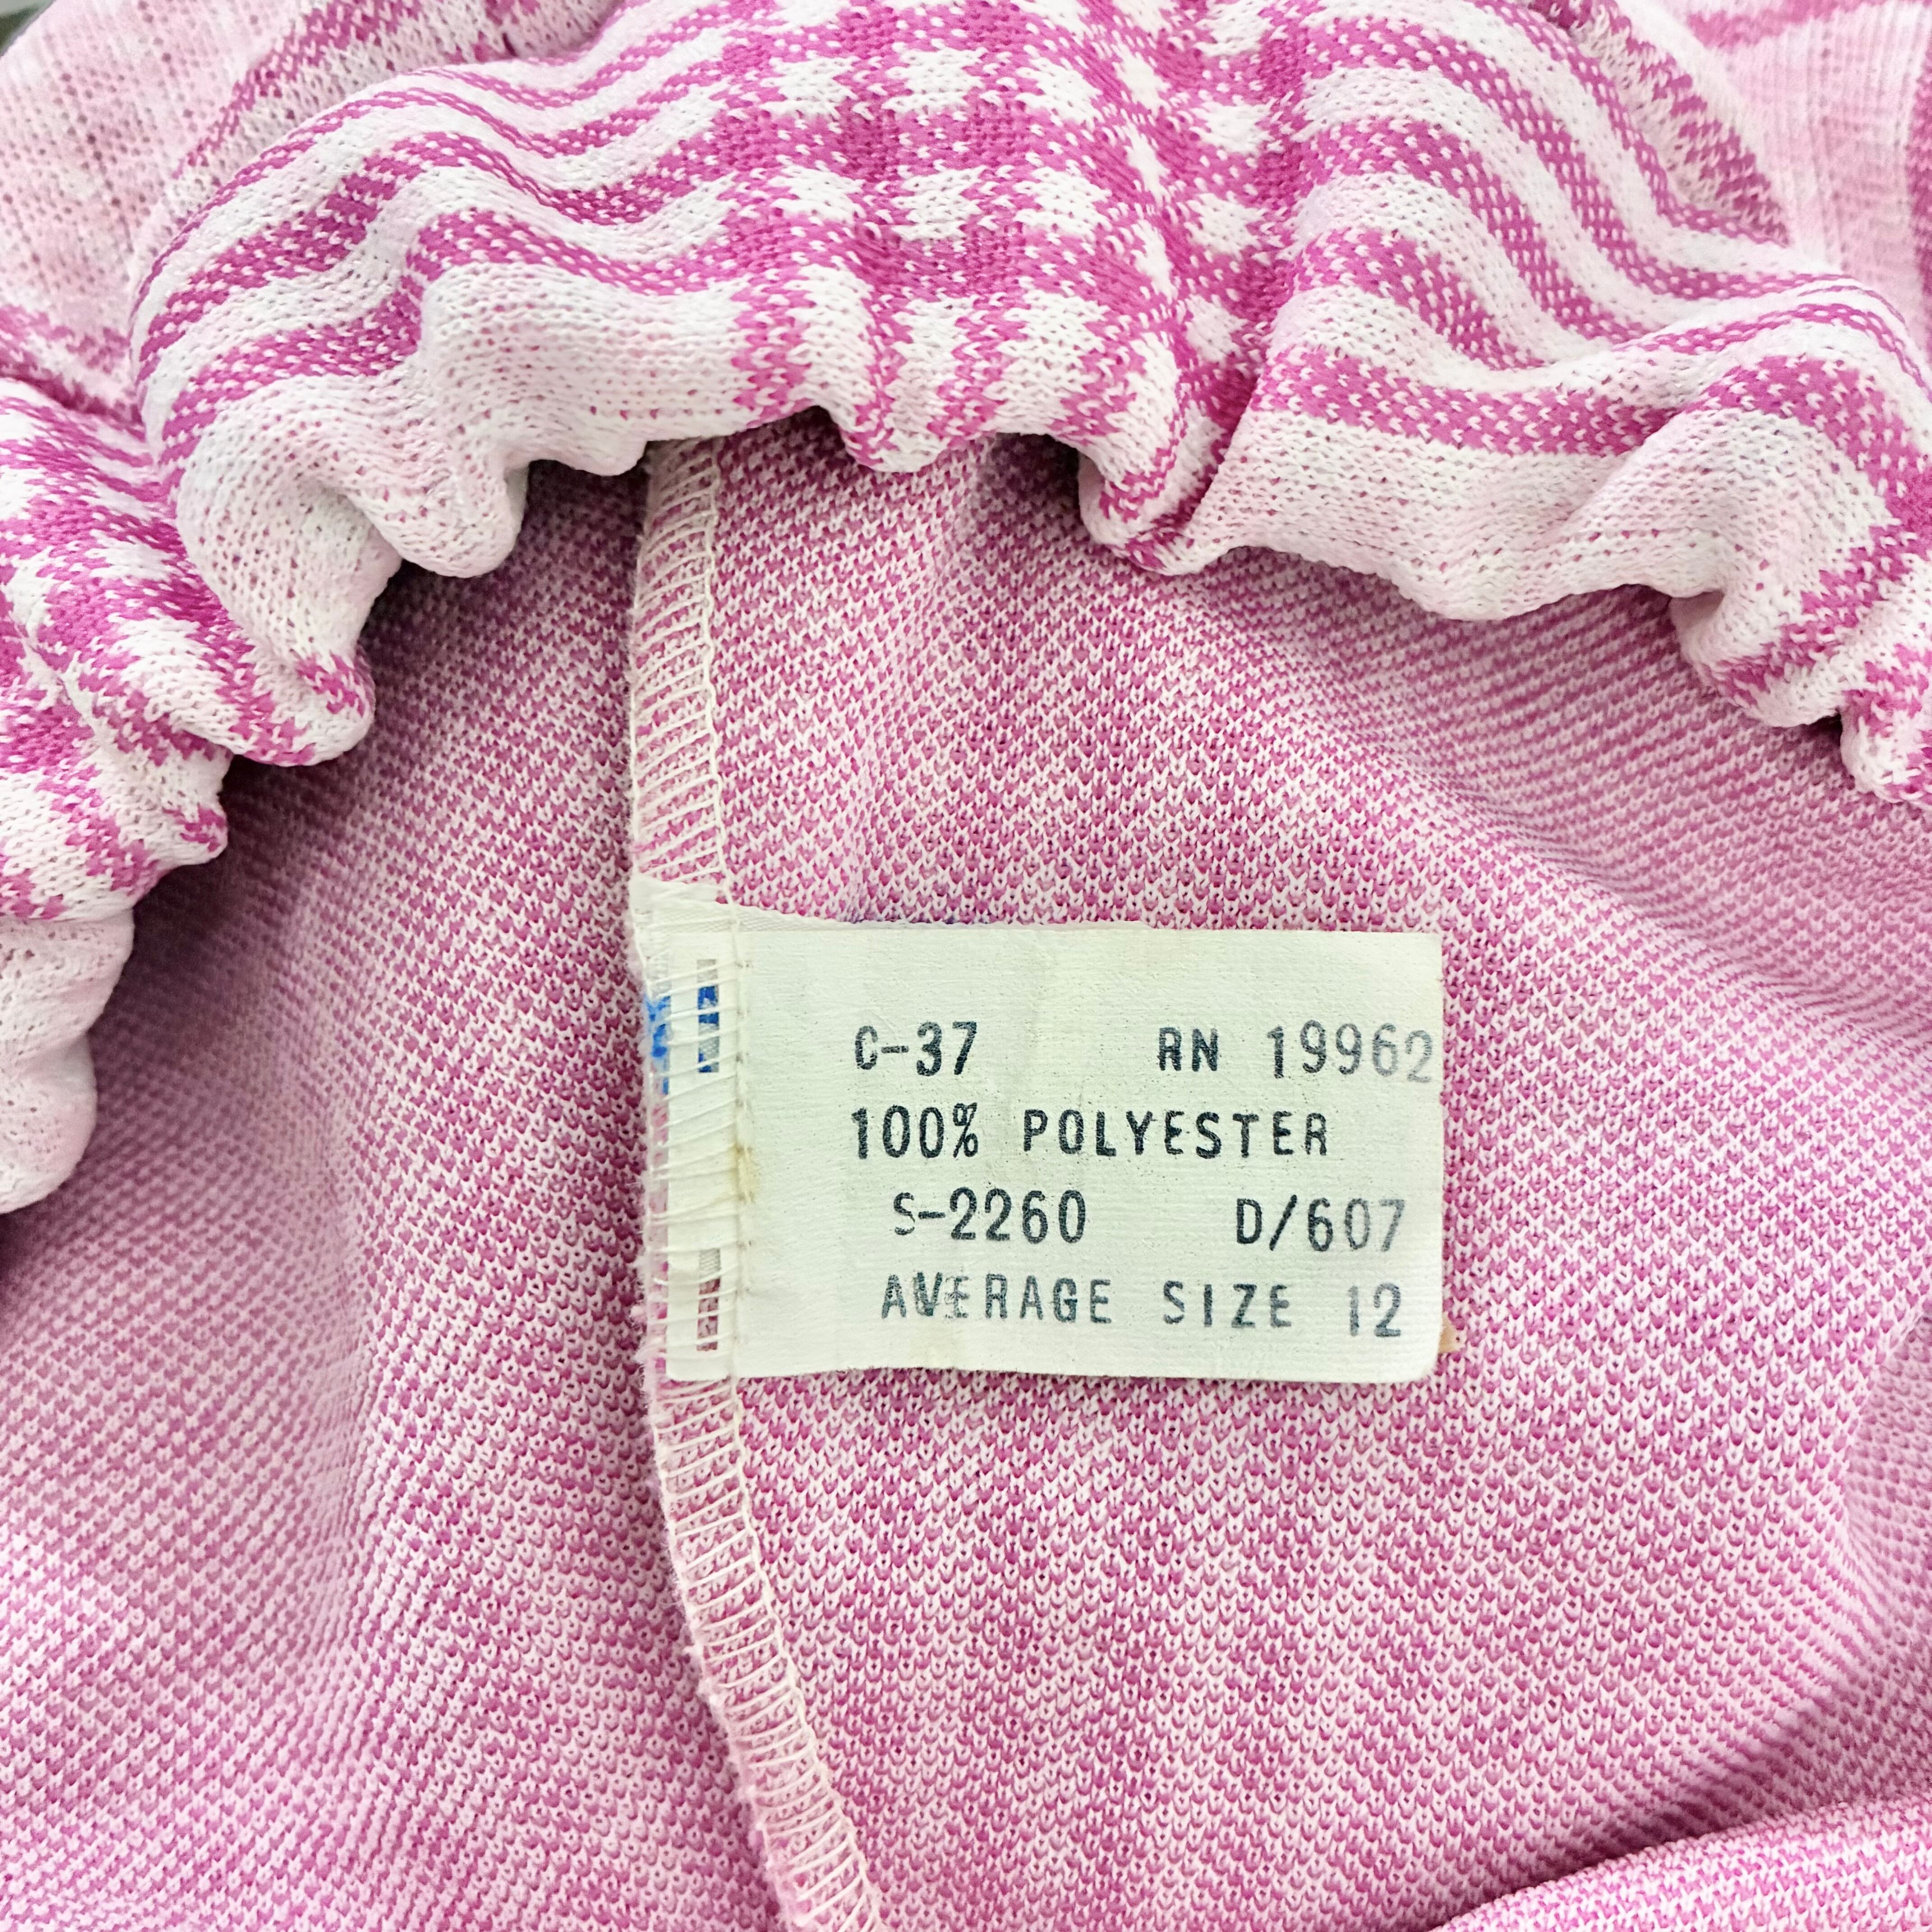 C-37 RN 19962
100% POLYESTER
S-2260 D/607
AVERAGE SIZE 12